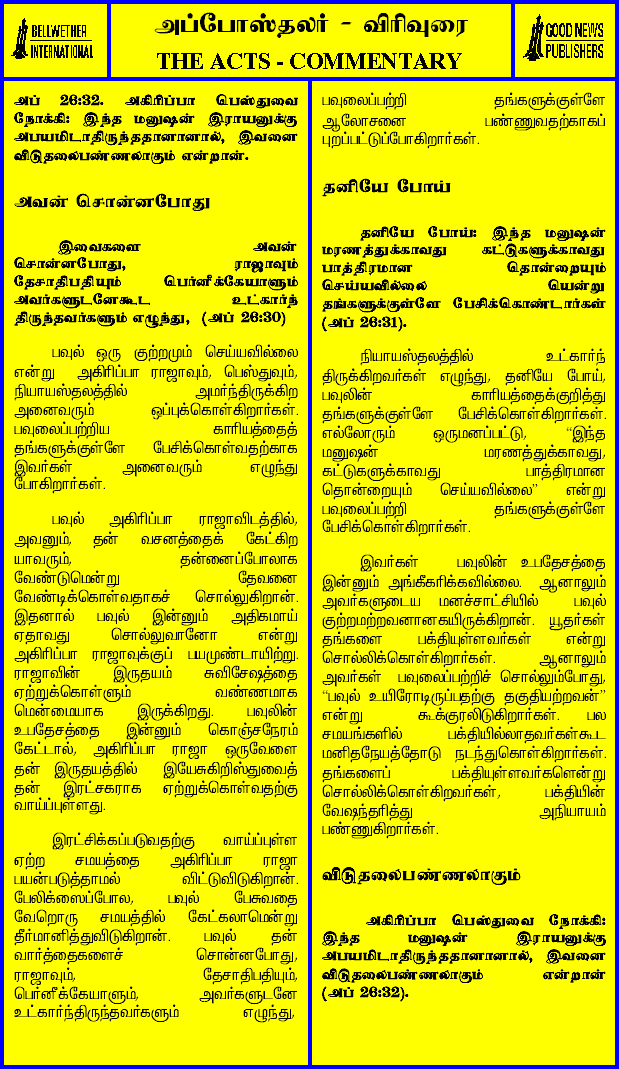 BELLWETHER
INTERNATIONAL
அப்போஸ்தலர் - விரிவுரை
THE ACTS - COMMENTARY
GOOD NEWS
PUBLISHERS
அப் 26:32. அகிரிப்பா பெஸ்துவை
நோக்கி: இந்த மனுஷன் இராயனுக்கு
அபயமிடாதிருந்ததானானால், இவனை
விடுதலைபண்ணலாகும் என்றான்.
அவன் சொன்னபோது
இவைகளை அவன்
சொன்னபோது, ராஜாவும்
தேசாதிபதியும் பெர்னீக்கேயாளும்
அவர்களுடனேகூட உட்கார்ந்
திருந்தவர்களும் எழுந்து, (அப் 26:30)
பவுல் ஒரு குற்றமும் செய்யவில்லை
என்று அகிரிப்பா ராஜாவும், பெஸ்துவும்,
நியாயஸ்தலத்தில் அமர்ந்திருக்கிற
அனைவரும் ஒப்புக்கொள்கிறார்கள்.
பவுலைப்பற்றிய காரியத்தைத்
தங்களுக்குள்ளே பேசிக்கொள்வதற்காக
இவர்கள் அனைவரும் எழுந்து
போகிறார்கள்.
பவுல் அகிரிப்பா ராஜாவிடத்தில்,
அவனும், தன் வசனத்தைக் கேட்கிற
யாவரும், தன்னைப்போலாக
வேண்டுமென்று தேவனை
வேண்டிக்கொள்வதாகச் சொல்லுகிறான்.
இதனால் பவுல் இன்னும் அதிகமாய்
ஏதாவது சொல்லுவானோ என்று
அகிரிப்பா ராஜாவுக்குப் பயமுண்டாயிற்று.
ராஜாவின் இருதயம் சுவிசேஷத்தை
ஏற்றுக்கொள்ளும் வண்ணமாக
மென்மையாக இருக்கிறது. பவுலின்
உபதேசத்தை இன்னும் கொஞ்சநேரம்
கேட்டால், அகிரிப்பா ராஜா ஒருவேளை
தன் இருதயத்தில் இயேசுகிறிஸ்துவைத்
தன் இரட்சகராக ஏற்றுக்கொள்வதற்கு
வாய்ப்புள்ளது.
இரட்சிக்கப்படுவதற்கு வாய்ப்புள்ள
ஏற்ற சமயத்தை அகிரிப்பா ராஜா
பயன்படுத்தாமல் விட்டுவிடுகிறான்.
பேலிக்ஸைப்போல, பவுல் பேசுவதை
வேறொரு சமயத்தில் கேட்கலாமென்று
தீர்மானித்துவிடுகிறான். பவுல் தன்
வார்த்தைகளைச் சொன்னபோது,
ராஜாவும், தேசாதிபதியும்,
பெர்னீக்கேயாளும், அவர்களுடனே
உட்கார்ந்திருந்தவர்களும் எழுந்து,
பவுலைப்பற்றி தங்களுக்குள்ளே
ஆலோசனை பண்ணுவதற்காகப்
புறப்பட்டுப்போகிறார்கள்.
தனியே போய்
தனியே போய்: இந்த மனுஷன்
மரணத்துக்காவது கட்டுகளுக்காவது
பாத்திரமான தொன்றையும்
செய்யவில்லை யென்று
தங்களுக்குள்ளே பேசிக்கொண்டார்கள்
(அப் 26:31).
நியாயஸ்தலத்தில் உட்கார்ந்
திருக்கிறவர்கள் எழுந்து, தனியே போய்,
பவுலின் காரியத்தைக்குறித்து
தங்களுக்குள்ளே பேசிக்கொள்கிறார்கள்.
எல்லோரும் ஒருமனப்பட்டு, “இந்த
மனுஷன் மரணத்துக்காவது,
கட்டுகளுக்காவது பாத்திரமான
தொன்றையும் செய்யவில்லை” என்று
பவுலைப்பற்றி தங்களுக்குள்ளே
பேசிக்கொள்கிறார்கள்.
இவர்கள் பவுலின் உபதேசத்தை
இன்னும் அங்கீகரிக்கவில்லை. ஆனாலும்
அவர்களுடைய மனச்சாட்சியில் பவுல்
குற்றமற்றவனானகயிருக்கிறான். யூதர்கள்
தங்களை பக்தியுள்ளவர்கள் என்று
சொல்லிக்கொள்கிறார்கள். ஆனாலும்
அவர்கள் பவுலைப்பற்றிச் சொல்லும்போது,
“பவுல் உயிரோடிருப்பதற்கு தகுதியற்றவன்”
என்று கூக்குரலிடுகிறார்கள். பல
சமயங்களில் பக்தியில்லாதவர்கள்கூட
மனிதநேயத்தோடு நடந்துகொள்கிறார்கள்.
தங்களைப் பக்தியுள்ளவர்களென்று
சொல்லிக்கொள்கிறவர்கள், பக்தியின்
வேஷந்தரித்து அநியாயம்
பண்ணுகிறார்கள்.
விடுதலைபண்ணலாகும்
அகிரிப்பா பெஸ்துவை நோக்கி:
இந்த மனுஷன் இராயனுக்கு
அபயமிடாதிருந்ததானானால், இவனை
விடுதலைபண்ணலாகும் என்றான்
(அப் 26:32).